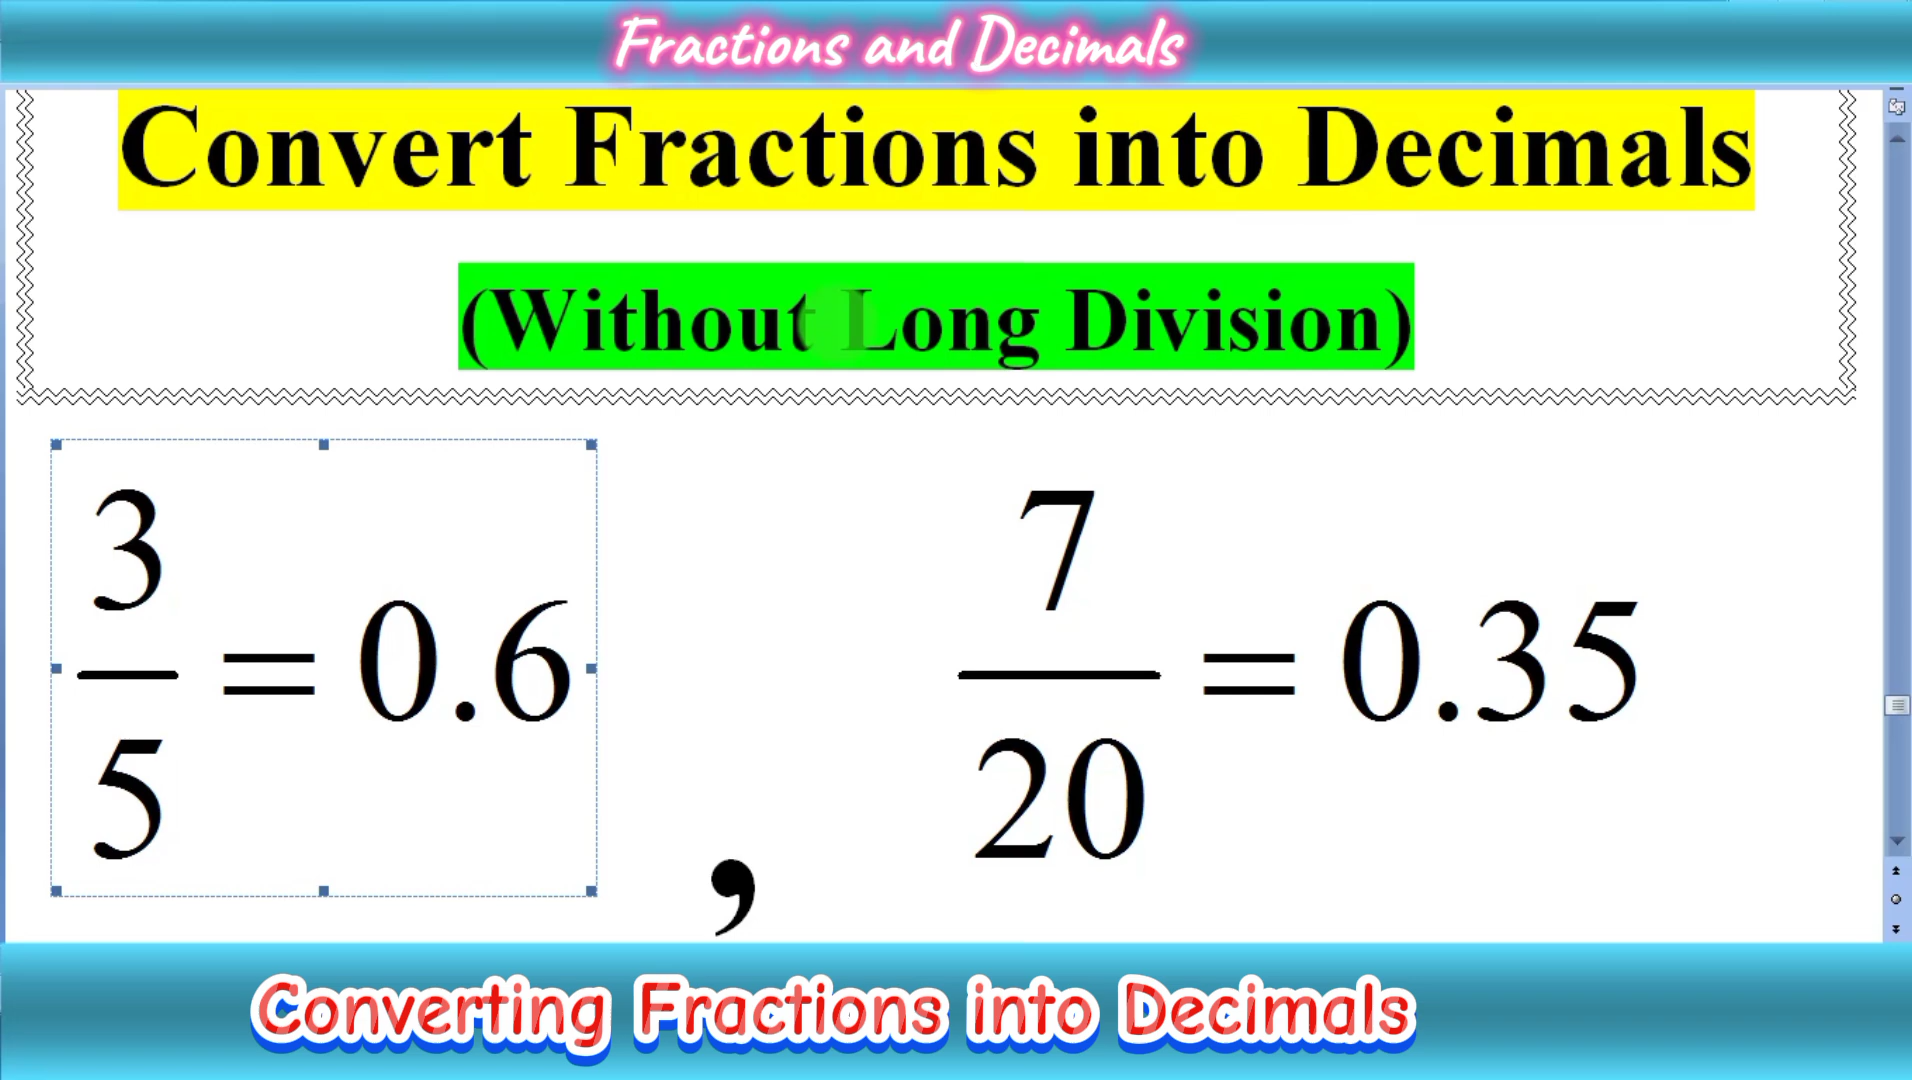 Fractions and Decimals
Convert Fractions into Decimals
(Without Long Division)
3/5 = 0.6 , 7/20 = 0.35
Converting Fractions into Decimals